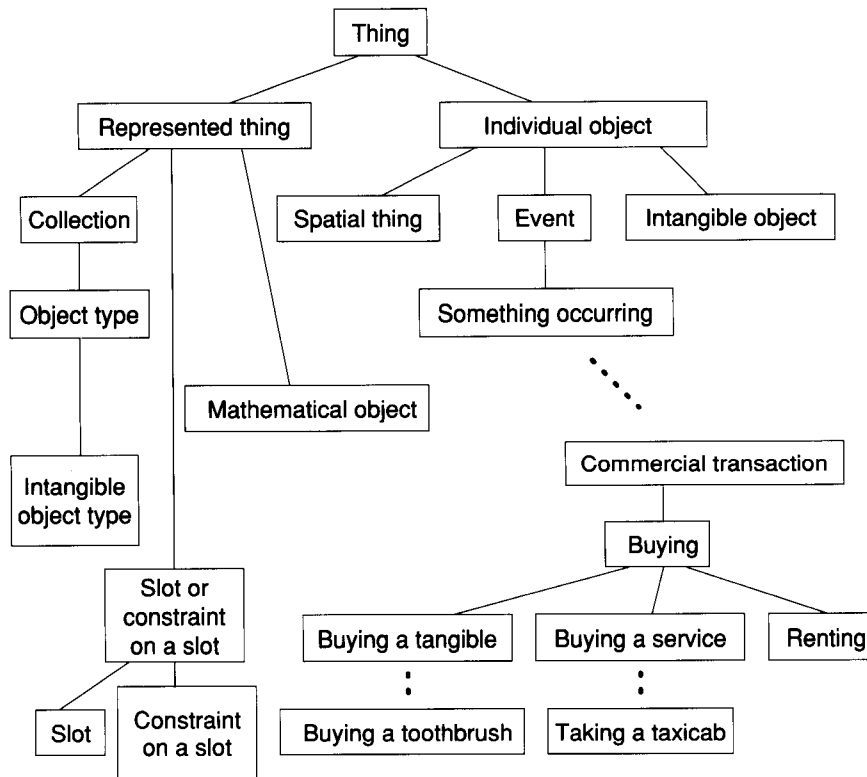 Thing
Represented thing
Individual object
Collection
Spatial thing
Event
Intangible object
Object type
Something occurring
Mathematical object
Intangible
object type
Commercial transaction
Buying
Slot or
constraint
on a slot
Buying a tangible
Buying a service
Renting
Slot
Constraint
on a slot
Buying a toothbrush
Taking a taxicab